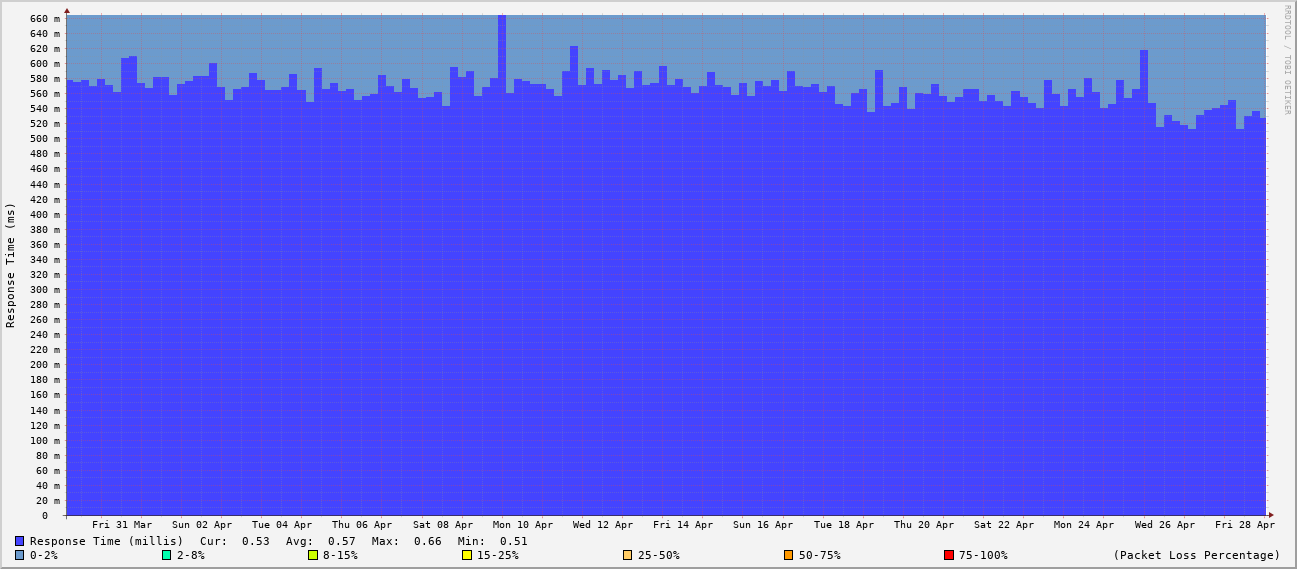 RRDTOOL / TOBI OETIKER
Response Time (ms)
660 m
640 m
620 m
600 m
580 m
560 m
540 m
520 m
500 m
480 m
460 m
440 m
420 m
400 m
380 m
360 m
340 m
320 m
300 m
280 m
260 m
240 m
220 m
200 m
180 m
160 m
140 m
120 m
100 m
80 m
60 m
40 m
20 m
0
Fri 31 Mar Sun 02 Apr Tue 04 Apr Thu 06 Apr Sat 08 Apr Mon 10 Apr Wed 12 Apr Fri 14 Apr Sun 16 Apr Tue 18 Apr Thu 20 Apr Sat 22 Apr Mon 24 Apr Wed 26 Apr Fri 28 Apr
Response Time (millis) Cur: 0.53 Avg: 0.57 Max: 0.66 Min: 0.51
0-2% 2-8% 8-15% 15-25% 25-50% 50-75% 75-100% (Packet Loss Percentage)